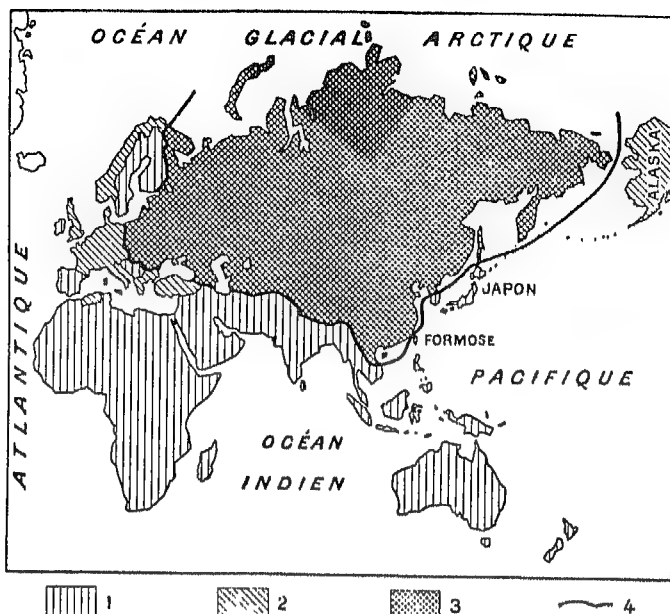 OCÉAN GLACIAL ARCTIQUE
ALASKA
ATLANTIQUE
JAPON
FORMOSE
PACIFIQUE
OCÉAN
INDIEN
1 2 3 4